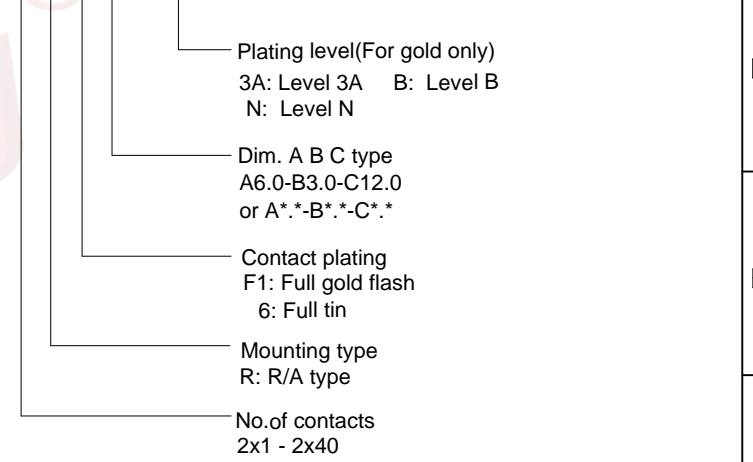 Plating level(For gold only)
3A: Level 3A B: Level B
N: Level N
Dim. A B C type
A6.0-B3.0-C12.0
or A*.*-B*.*-C*.*
Contact plating
F1: Full gold flash
6: Full tin
Mounting type
R: R/A type
No.of contacts
2x1 - 2x40